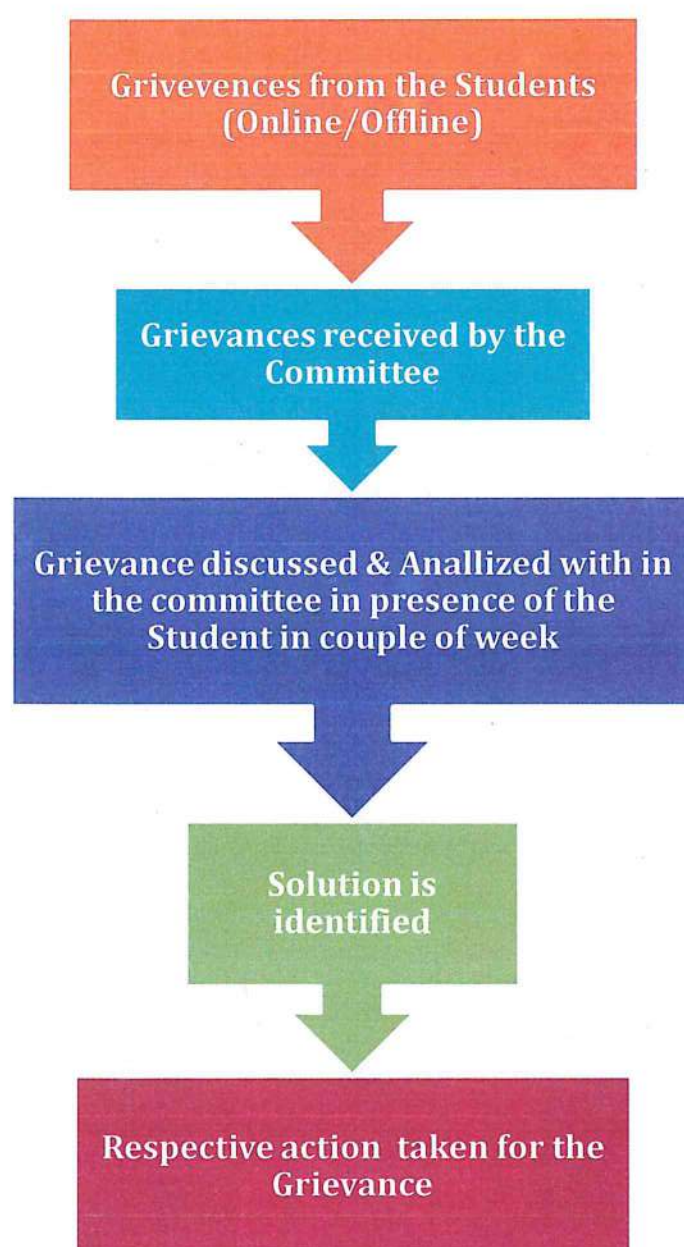 Grivevences from the Students
(Online/Offline)
Grievances received by the
Committee
Grievance discussed & Anallized with in
the committee in presence of the
Student in couple of week
Solution is
identified
Respective action taken for the
Grievance